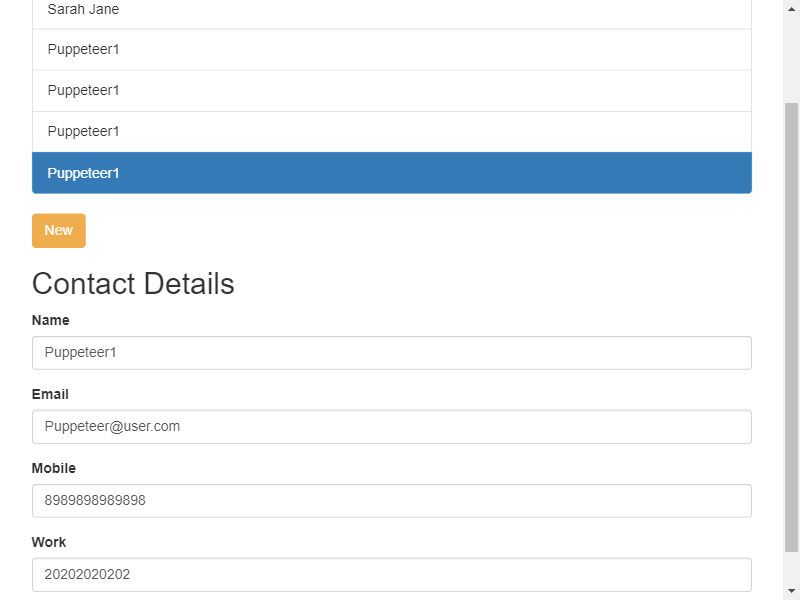 Sarah Jane
Puppeteer1
Puppeteer1
Puppeteer1
Puppeteer1
New
Contact Details
Name
Puppeteer1
Email
Puppeteer@user.com
Mobile
8989898989898
Work
20202020202